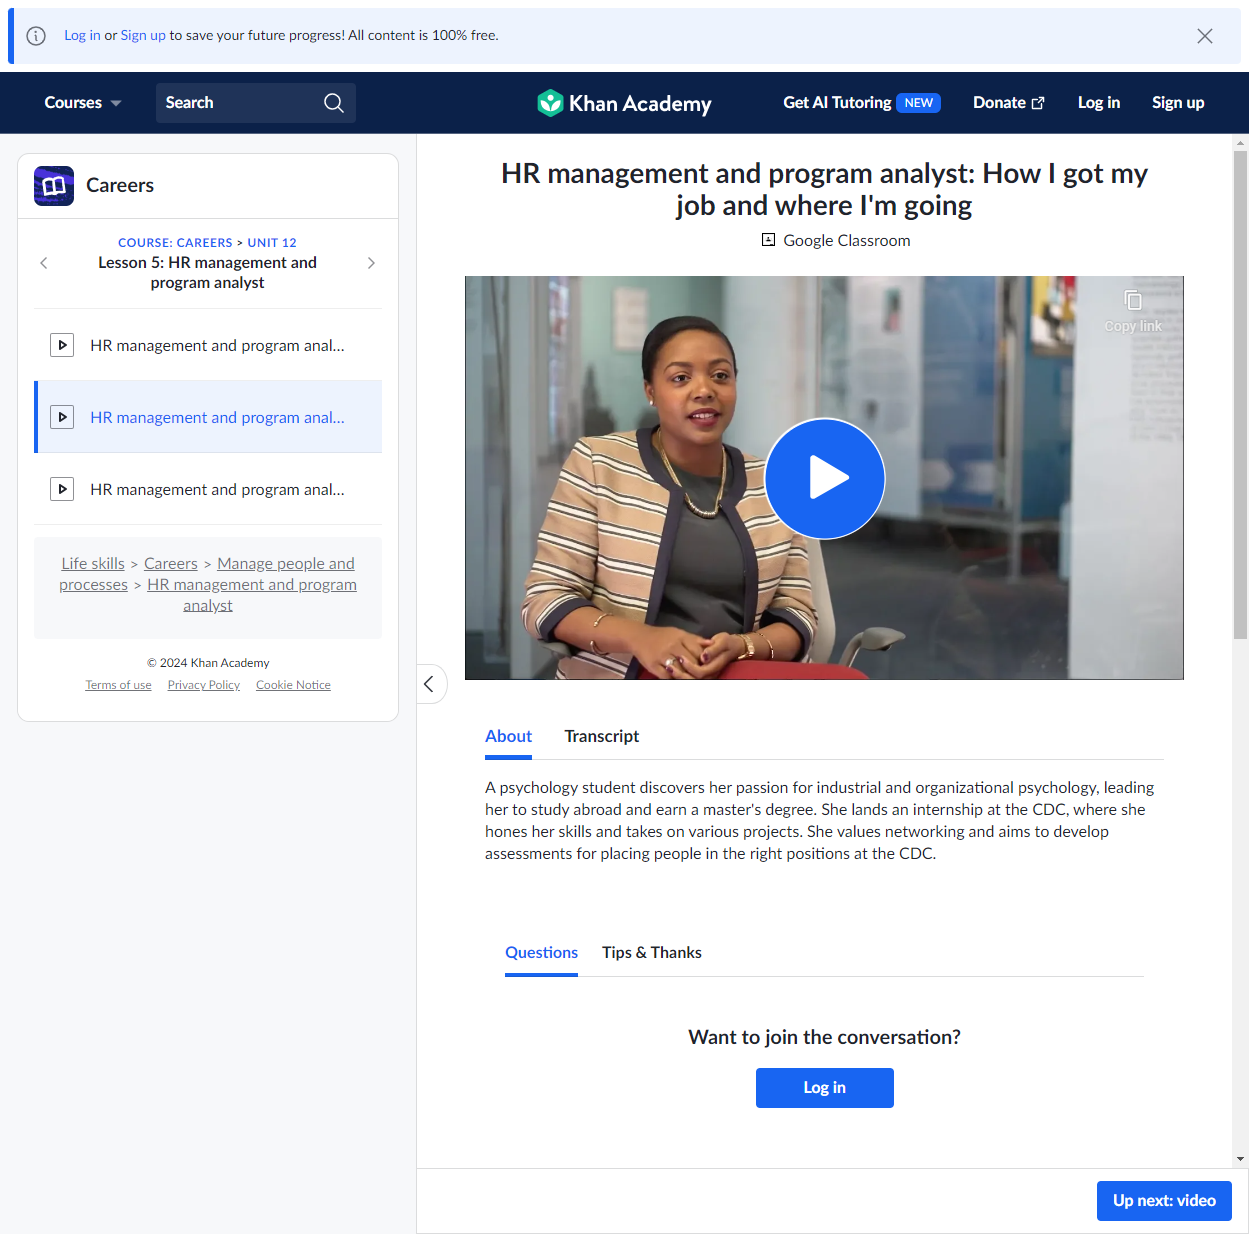 Log in or Sign up to save your future progress! All content is 100% free.
Courses
Search
Khan Academy
Get AI Tutoring NEW
Donate
Log in
Sign up
Careers
COURSE: CAREERS > UNIT 12
Lesson 5: HR management and
program analyst
HR management and program anal...
HR management and program anal...
HR management and program anal...
Life skills > Careers > Manage people and
processes > HR management and program
analyst
© 2024 Khan Academy
Terms of use Privacy Policy Cookie Notice
HR management and program analyst: How I got my
job and where I'm going
Google Classroom
Copy link
About
Transcript
A psychology student discovers her passion for industrial and organizational psychology, leading
her to study abroad and earn a master's degree. She lands an internship at the CDC, where she
hones her skills and takes on various projects. She values networking and aims to develop
assessments for placing people in the right positions at the CDC.
Questions
Tips & Thanks
Want to join the conversation?
Log in
Up next: video